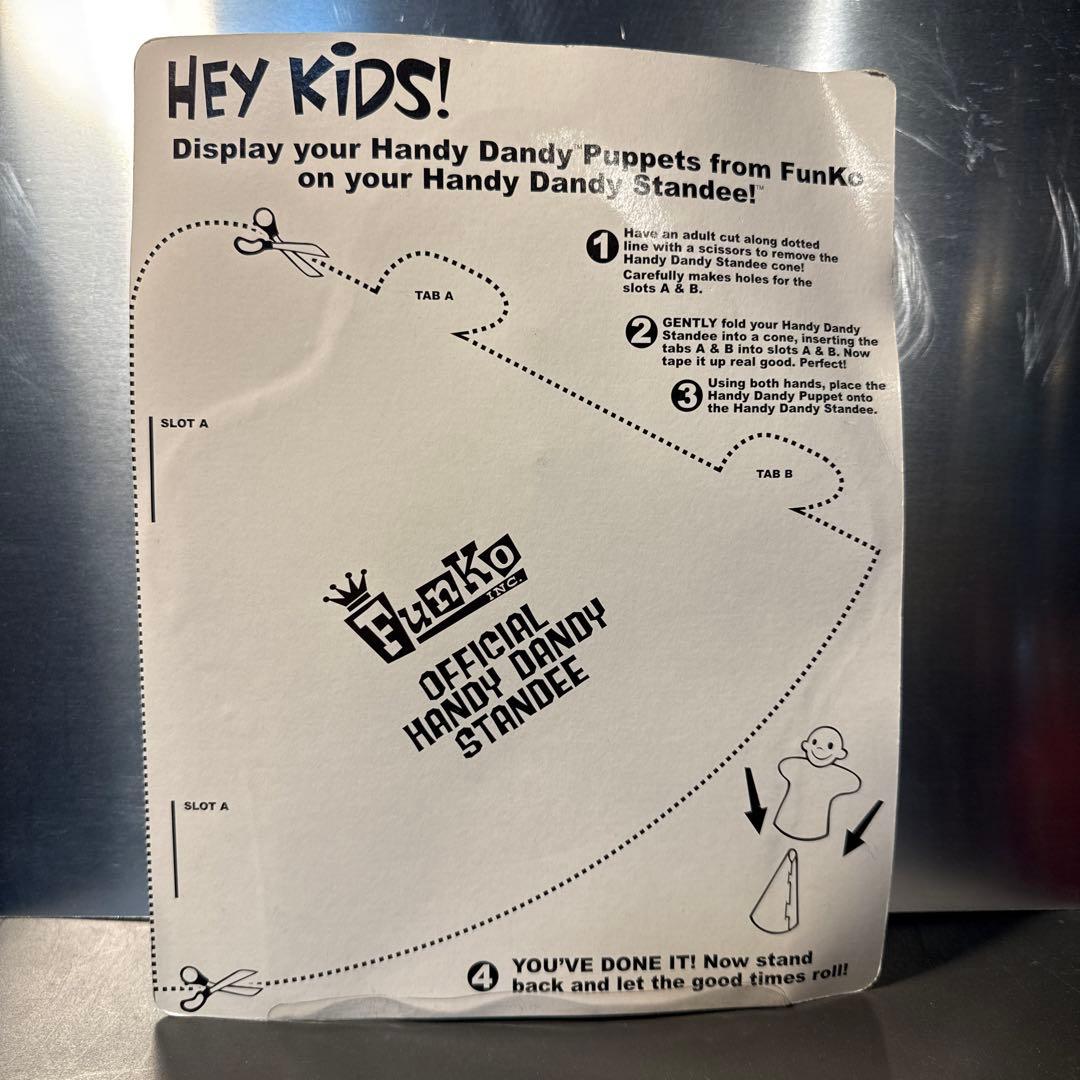 HEY KiDS!
Display your Handy Dandy™ Puppets from FunKo
on your Handy Dandy Standee!™
1 Have an adult cut along dotted
line with a scissors to remove the
Handy Dandy Standee cone!
Carefully makes holes for the
slots A & B.
TAB A
2 GENTLY fold your Handy Dandy
Standee into a cone, inserting the
tabs A & B into slots A & B. Now
tape it up real good. Perfect!
3 Using both hands, place the
Handy Dandy Puppet onto
the Handy Dandy Standee.
SLOT A
TAB B
FunKo
INC.
OFFICIAL
HANDY DANDY
STANDEE
SLOT A
4 YOU'VE DONE IT! Now stand
back and let the good times roll!